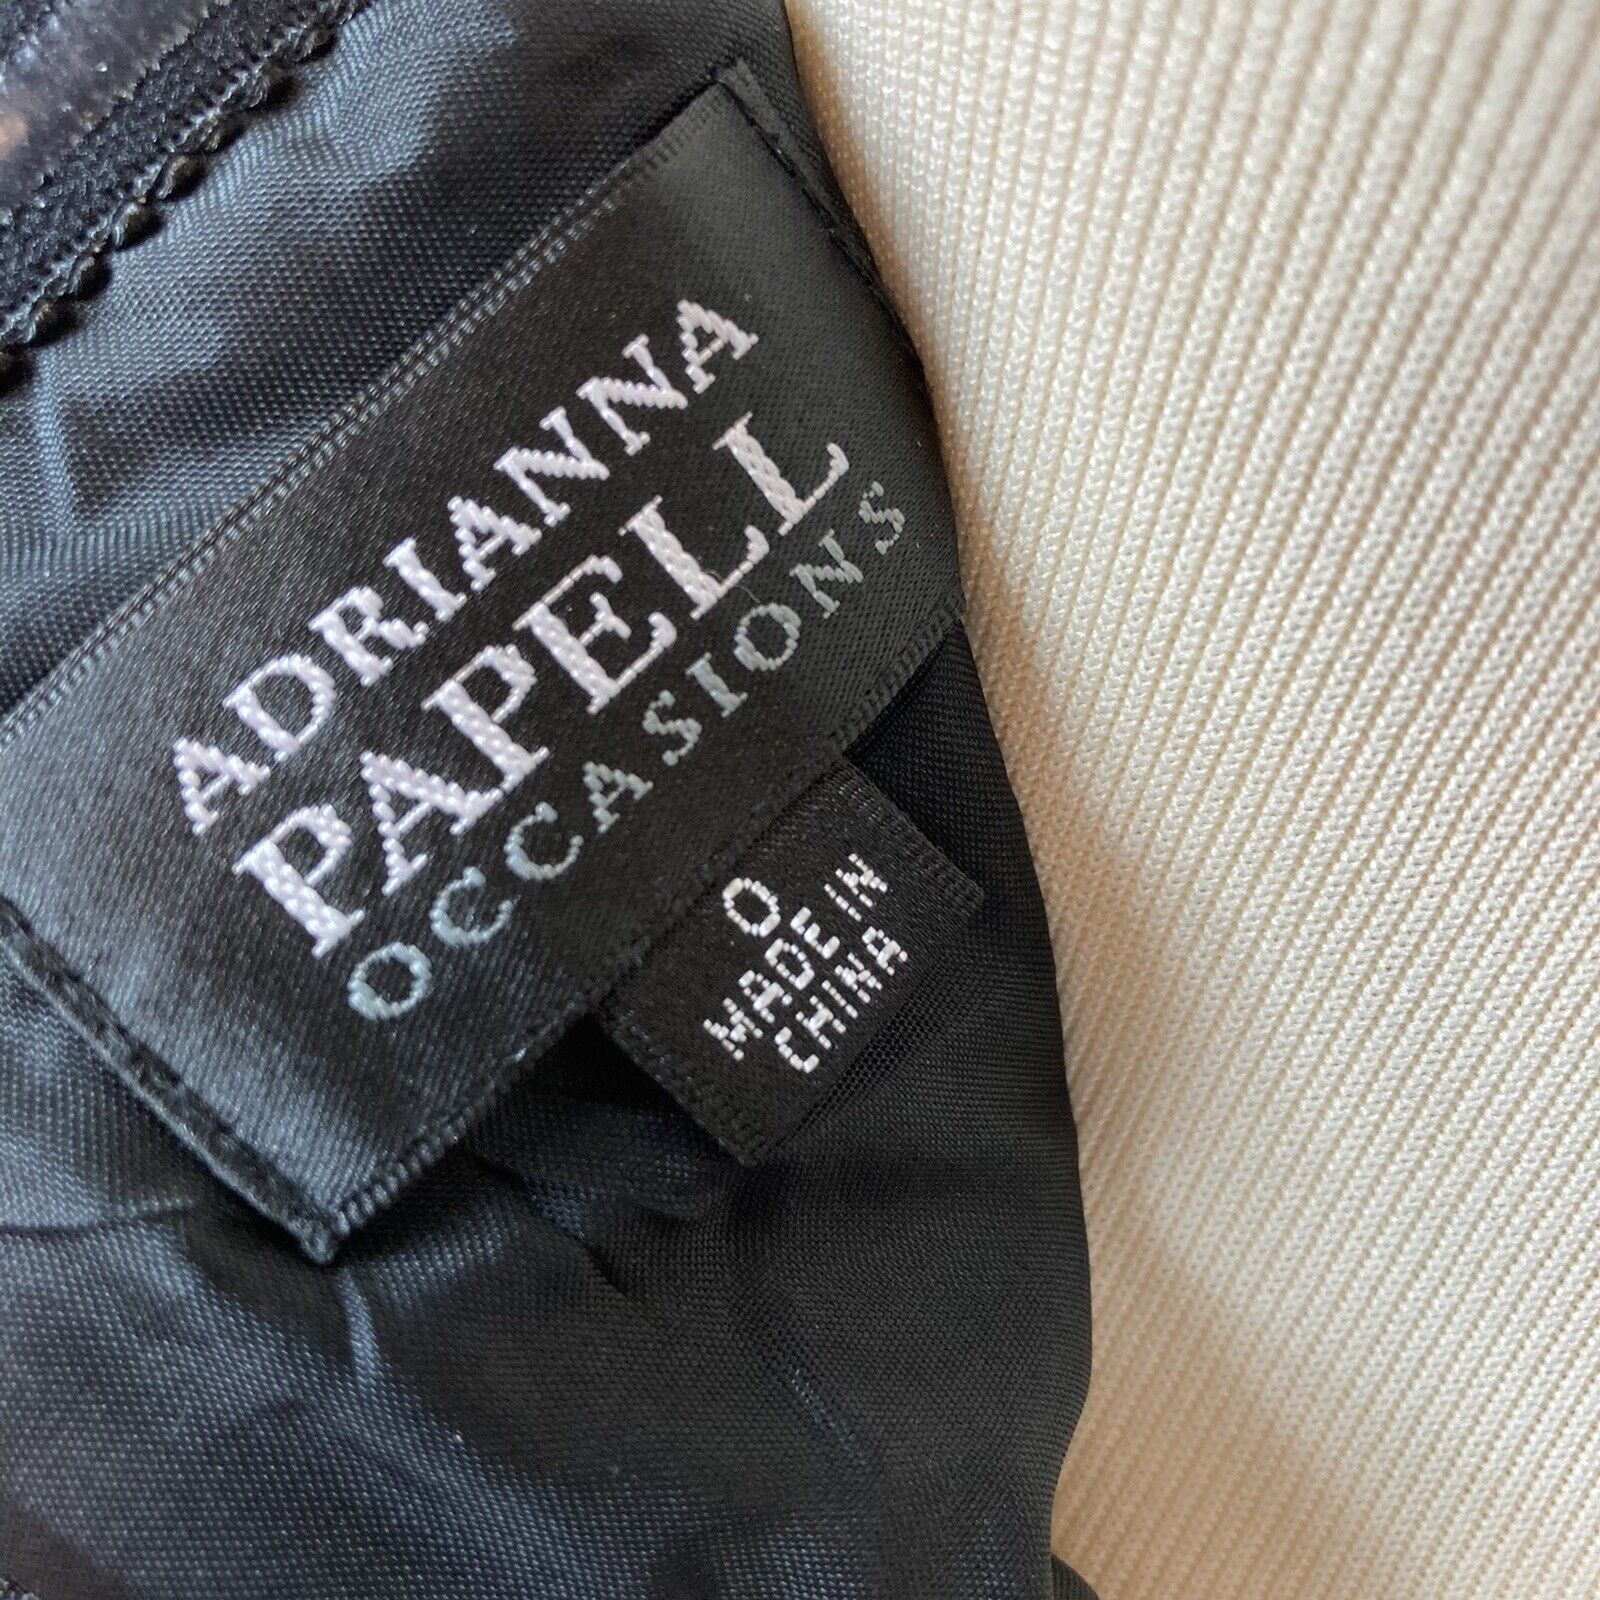 ADRIANNA
PAPELL
OCCASIONS
0
MADE IN
CHINA